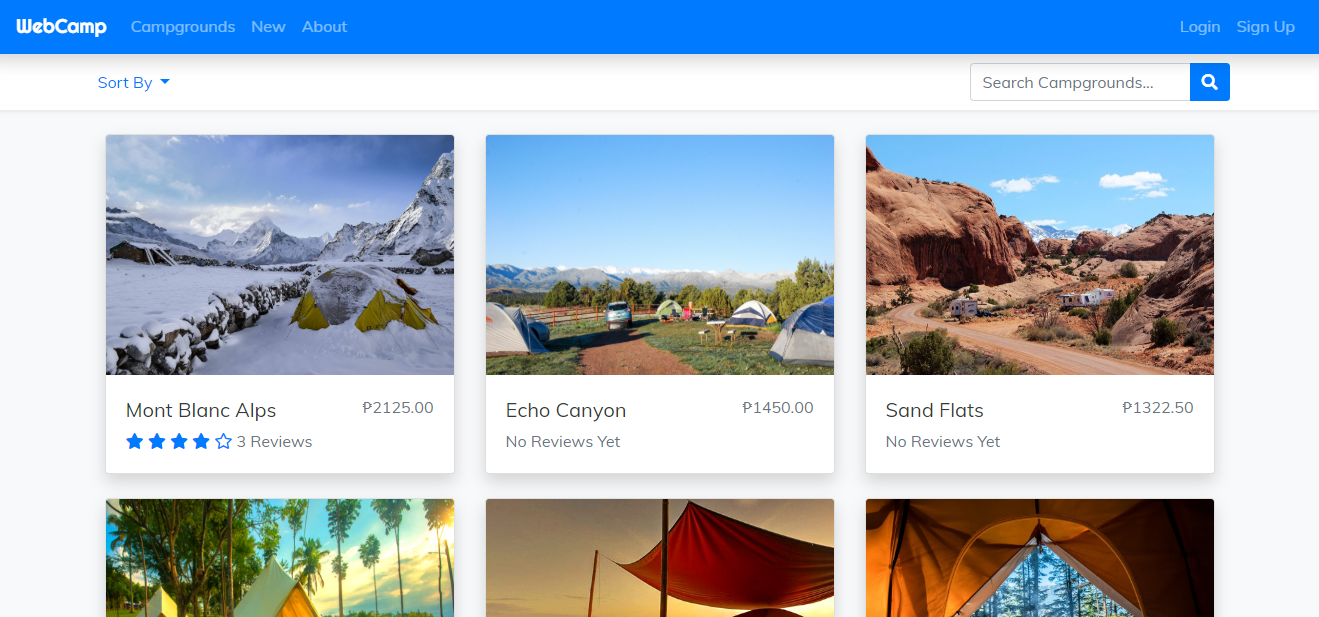 WebCamp Campgrounds New About Login Sign Up
Sort By Search Campgrounds...
Mont Blanc Alps ₱2125.00
3 Reviews
Echo Canyon ₱1450.00
No Reviews Yet
Sand Flats ₱1322.50
No Reviews Yet